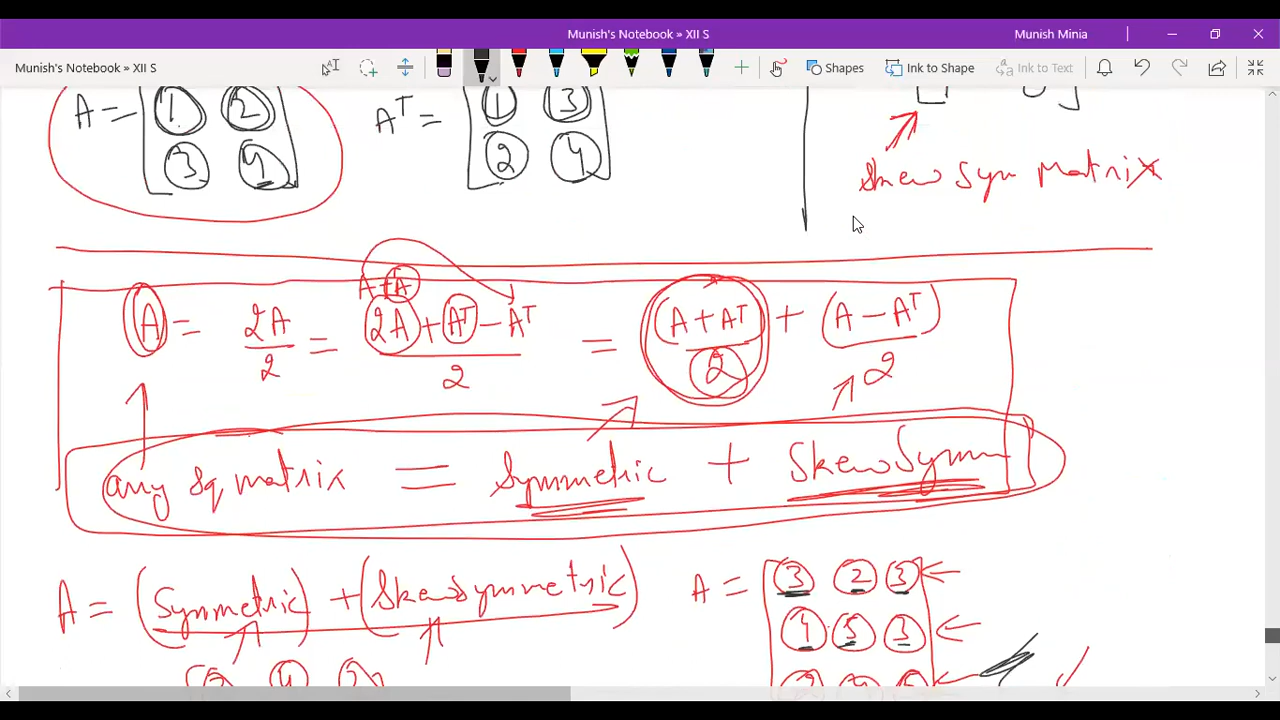 Munish's Notebook » XII S
Munish Minia
Munish's Notebook » XII S
Shapes
Ink to Shape
Ink to Text
A = [1 2
3 4]
Aᵀ = [1 3
2 4]
Skew Sym Matrix
A+A
A = 2A/2 = (2A + Aᵀ - Aᵀ)/2 = (A + Aᵀ)/2 + (A - Aᵀ)/2
any sq matrix = Symmetric + Skew Symm
A = (Symmetric) + (Skewsymmetric)
A = [3 2 3
4 5 3